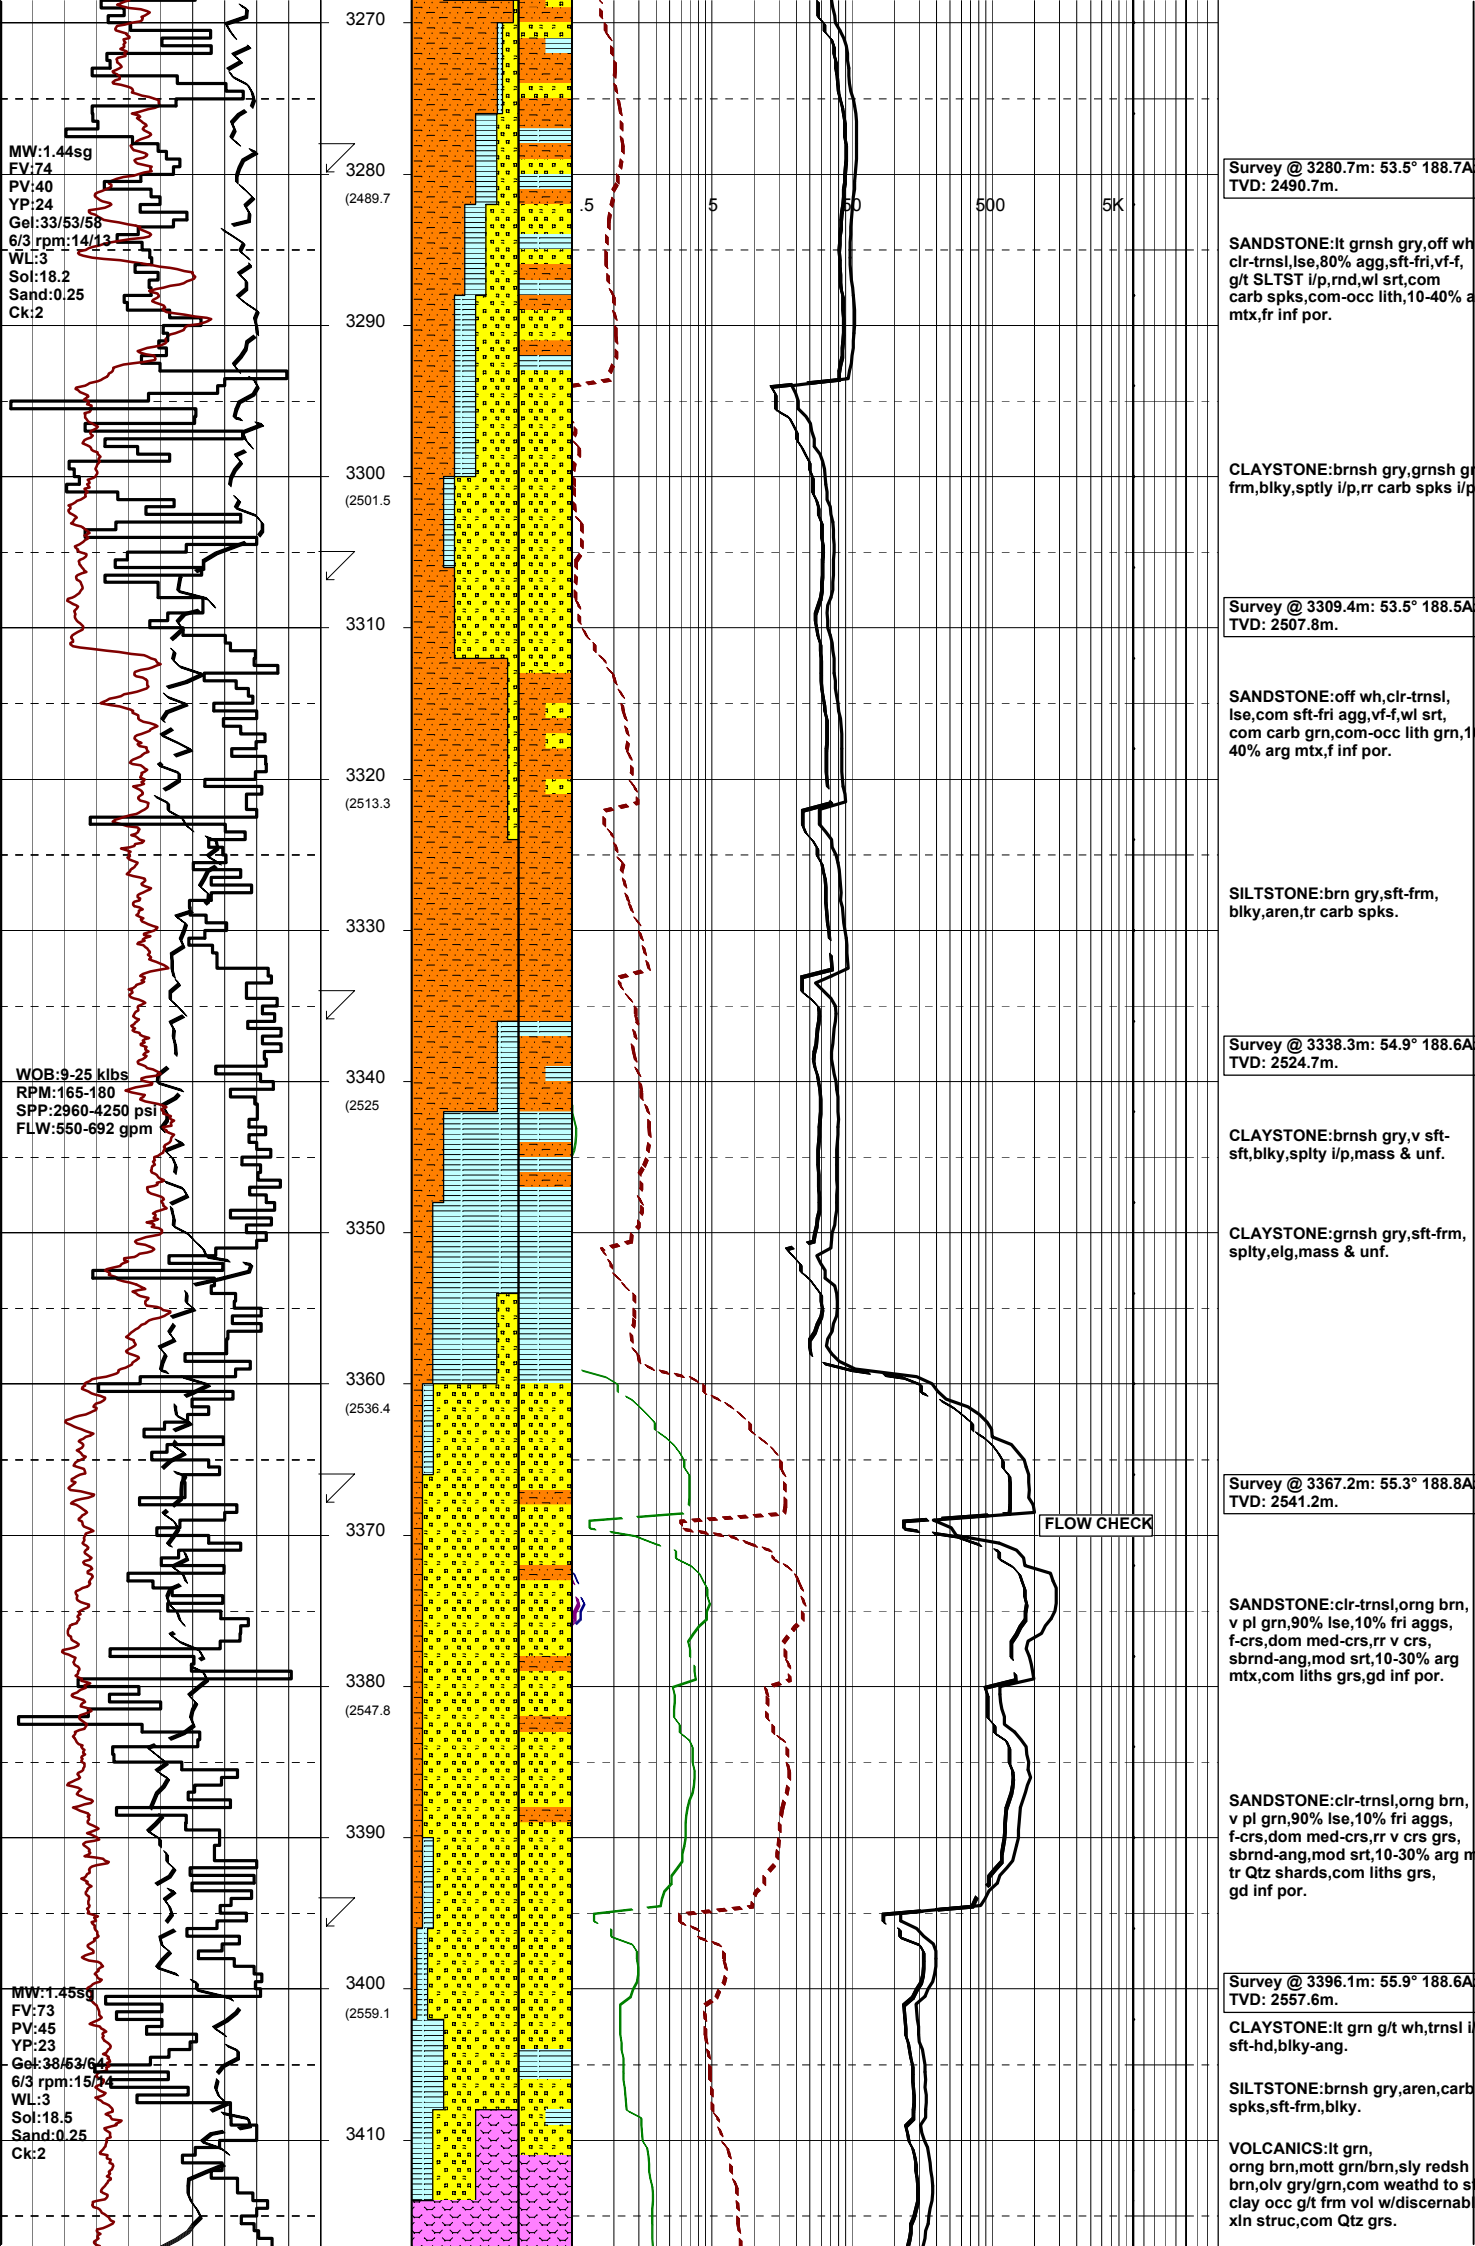 3270
MW:1.44sg
FV:74
PV:40
YP:24
Gel:33/53/58
6/3 rpm:14/13
WL:3
Sol:18.2
Sand:0.25
Ck:2
3280
(2489.7
.5 5 50 500 5K
Survey @ 3280.7m: 53.5° 188.7A
TVD: 2490.7m.
SANDSTONE:lt grnsh gry,off wh
clr-trnsl,lse,80% agg,sft-fri,vf-f,
g/t SLTST i/p,rnd,wl srt,com
carb spks,com-occ lith,10-40% a
mtx,fr inf por.
3290
3300
(2501.5
CLAYSTONE:brnsh gry,grnsh gr
frm,blky,sptly i/p,rr carb spks i/p
3310
Survey @ 3309.4m: 53.5° 188.5A
TVD: 2507.8m.
SANDSTONE:off wh,clr-trnsl,
lse,com sft-fri agg,vf-f,wl srt,
com carb grn,com-occ lith grn,1
40% arg mtx,f inf por.
3320
(2513.3
SILTSTONE:brn gry,sft-frm,
blky,aren,tr carb spks.
3330
Survey @ 3338.3m: 54.9° 188.6A
TVD: 2524.7m.
WOB:9-25 klbs
RPM:165-180
SPP:2960-4250 psi
FLW:550-692 gpm
3340
(2525
CLAYSTONE:brnsh gry,v sft-
sft,blky,splty i/p,mass & unf.
3350
CLAYSTONE:grnsh gry,sft-frm,
splty,elg,mass & unf.
3360
(2536.4
Survey @ 3367.2m: 55.3° 188.8A
TVD: 2541.2m.
3370
FLOW CHECK
SANDSTONE:clr-trnsl,orng brn,
v pl grn,90% lse,10% fri aggs,
f-crs,dom med-crs,rr v crs,
sbrnd-ang,mod srt,10-30% arg
mtx,com liths grs,gd inf por.
3380
(2547.8
SANDSTONE:clr-trnsl,orng brn,
v pl grn,90% lse,10% fri aggs,
f-crs,dom med-crs,rr v crs grs,
sbrnd-ang,mod srt,10-30% arg m
tr Qtz shards,com liths grs,
gd inf por.
3390
3400
(2559.1
Survey @ 3396.1m: 55.9° 188.6A
TVD: 2557.6m.
MW:1.45sg
FV:73
PV:45
YP:23
Gel:38/53/64
6/3 rpm:15/14
WL:3
Sol:18.5
Sand:0.25
Ck:2
CLAYSTONE:lt grn g/t wh,trnsl i/
sft-hd,blky-ang.
SILTSTONE:brnsh gry,aren,carb
spks,sft-frm,blky.
3410
VOLCANICS:lt grn,
orng brn,mott grn/brn,sly redsh
brn,olv gry/grn,com weathd to s
clay occ g/t frm vol w/discernabl
xln struc,com Qtz grs.